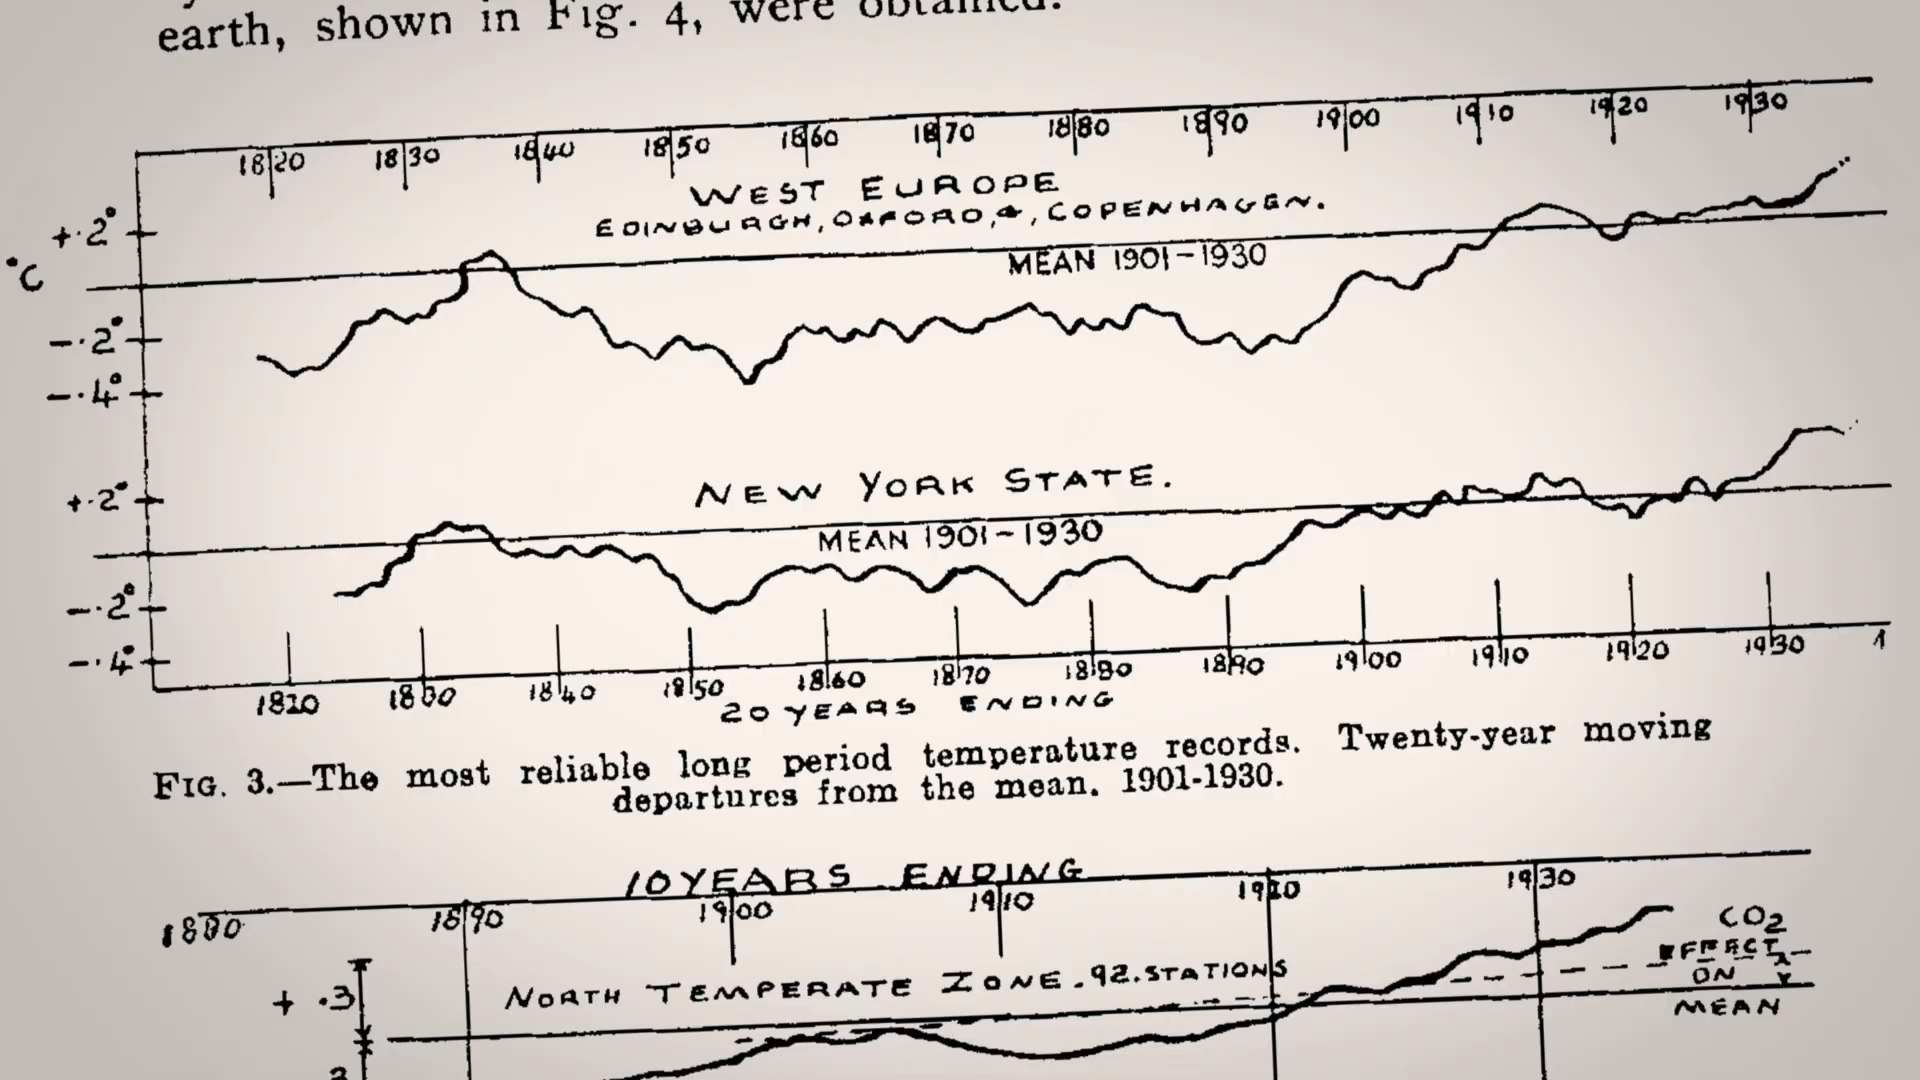 earth, shown in Fig. 4, were obtained.
1820 1830 1840 1850 1860 1870 1880 1890 1900 1910 1920 1930
WEST EUROPE
EDINBURGH, OXFORD, &, COPENHAGEN.
+.2°
°C
MEAN 1901-1930
-.2°
-.4°
NEW YORK STATE.
+.2°
MEAN 1901-1930
-.2°
-.4°
1820 1830 1840 1850 1860 1870 1880 1890 1900 1910 1920 1930 1
20 YEARS ENDING
FIG. 3.—The most reliable long period temperature records. Twenty-year moving
departures from the mean, 1901-1930.
10 YEARS ENDING
1880 1890 1900 1910 1920 1930
CO2
EFFECT
ON
MEAN
NORTH TEMPERATE ZONE. 92. STATIONS
+ .3